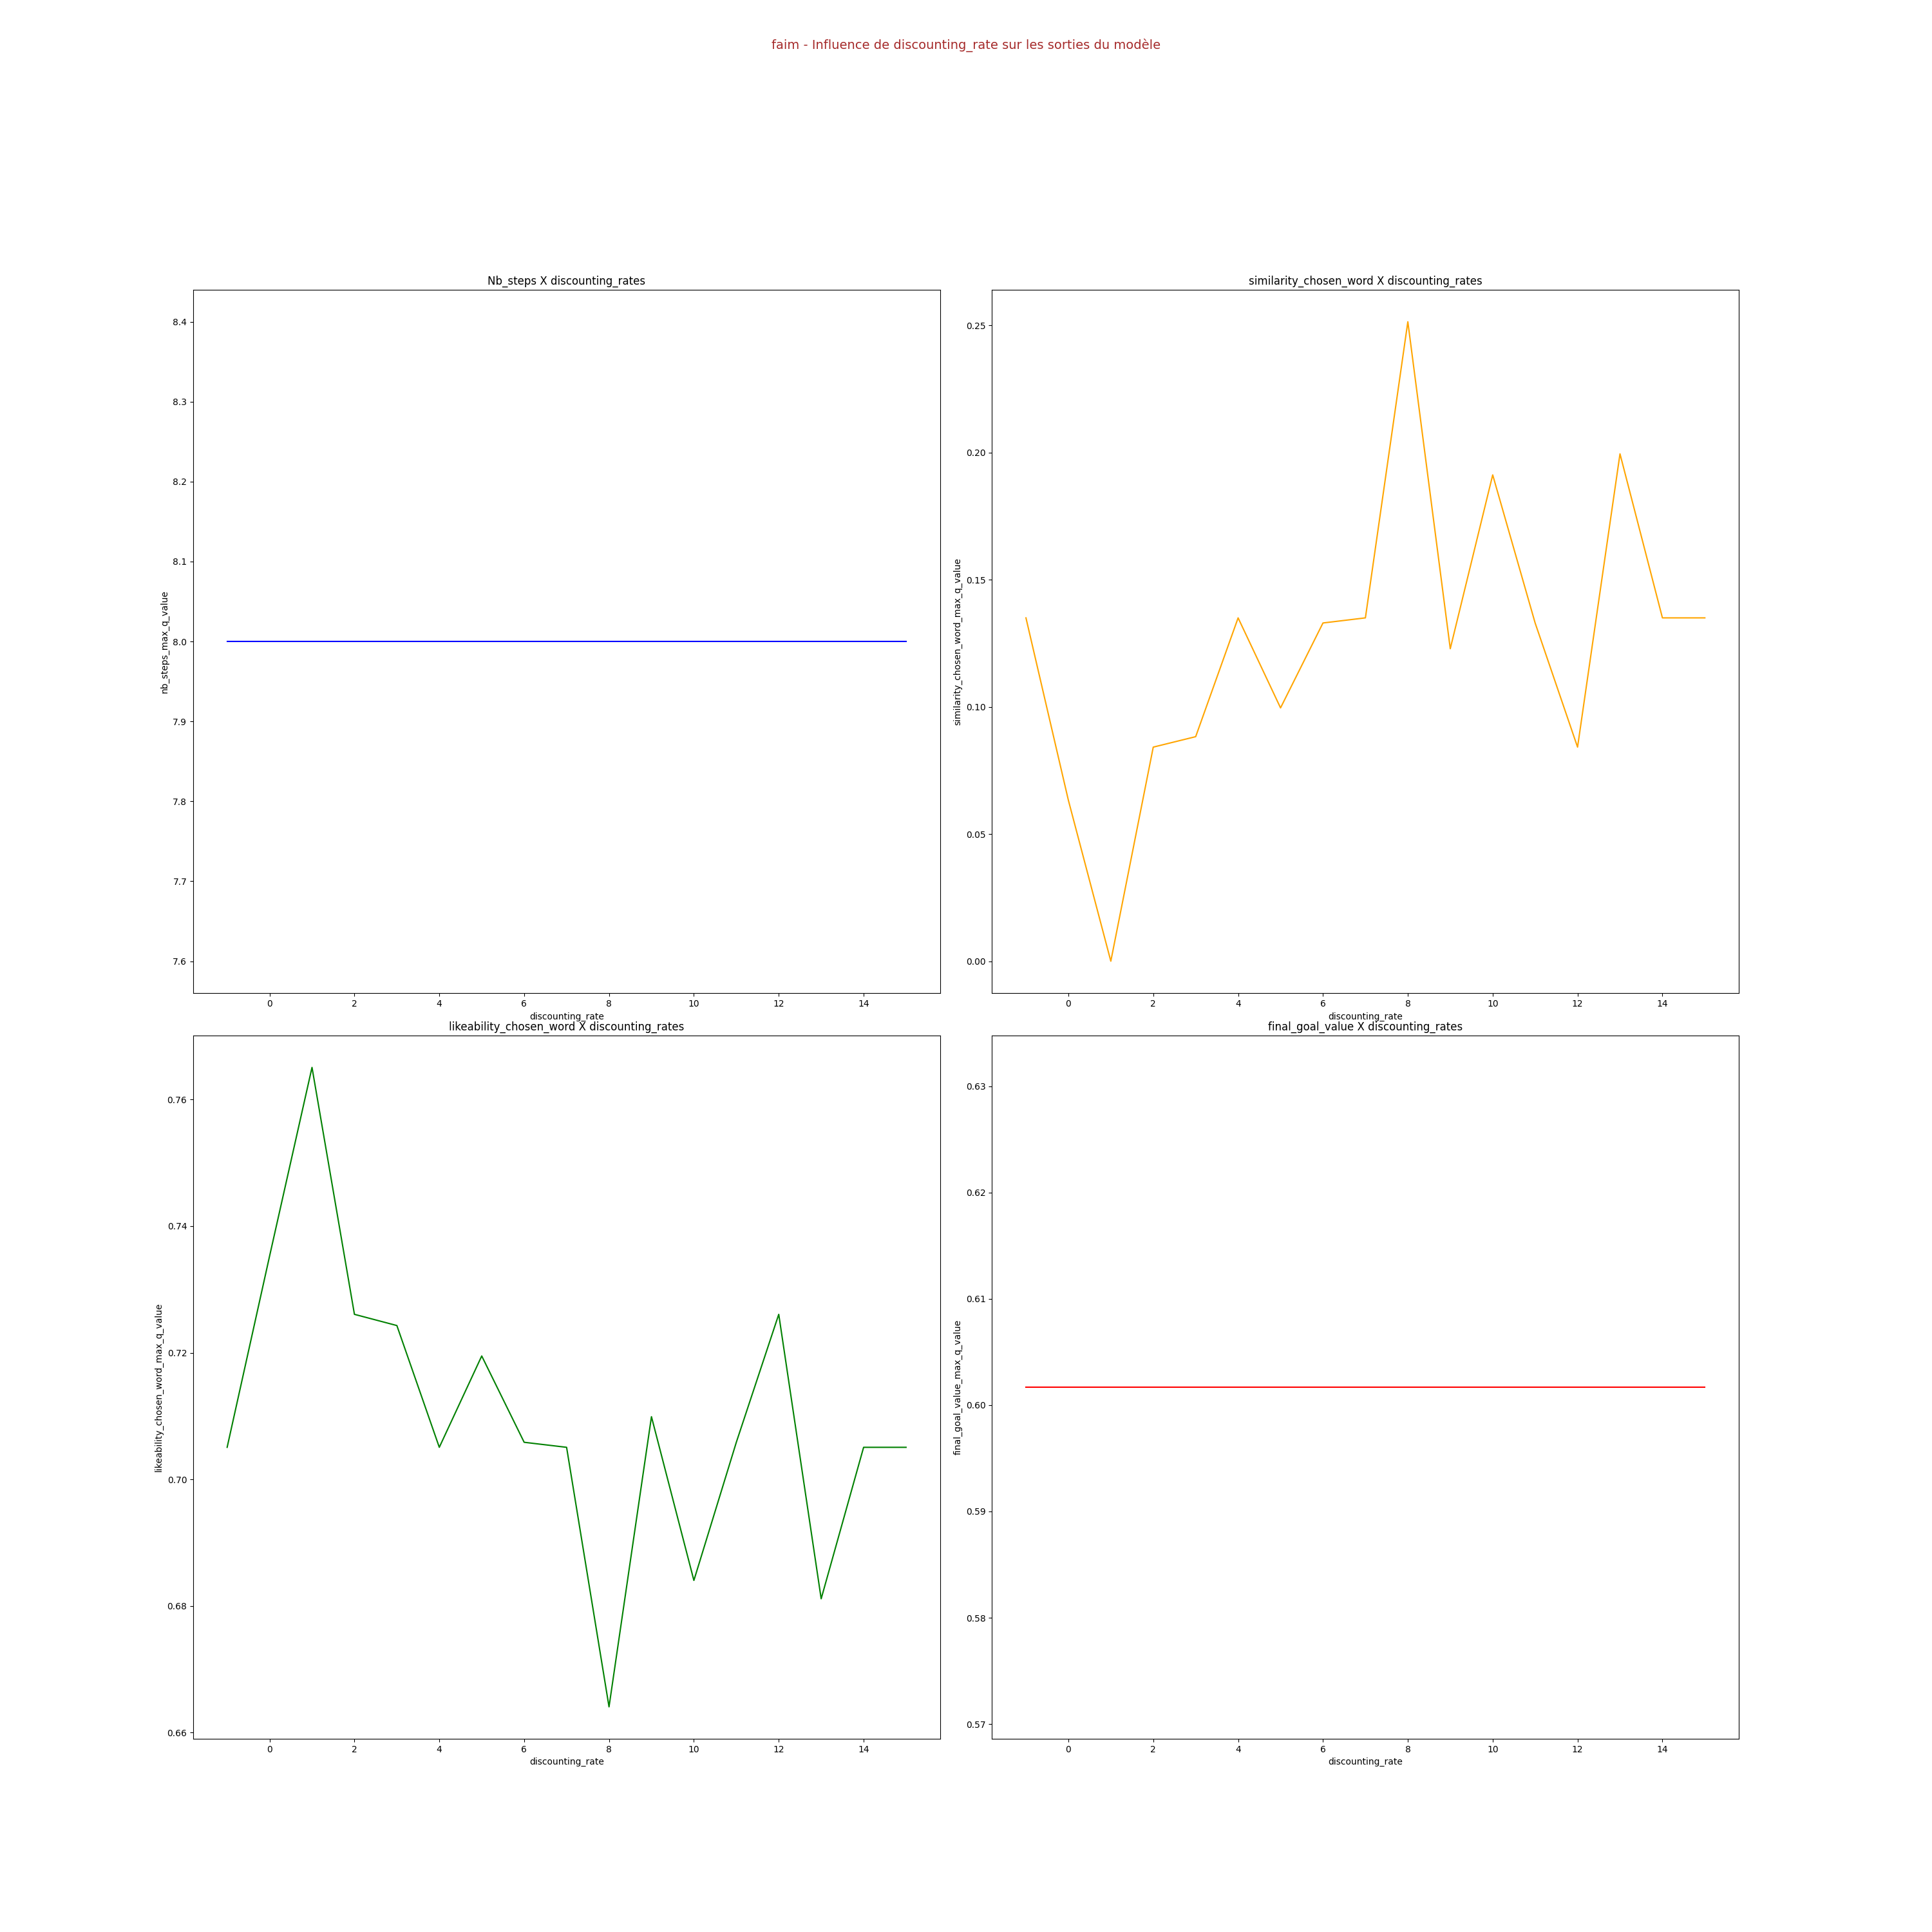 faim - Influence de discounting_rate sur les sorties du modèle
Nb_steps X discounting_rates
8.4
8.3
8.2
8.1
8.0
7.9
7.8
7.7
7.6
nb_steps_max_q_value
0 2 4 6 8 10 12 14
discounting_rate
similarity_chosen_word X discounting_rates
0.25
0.20
0.15
0.10
0.05
0.00
similarity_chosen_word_max_q_value
0 2 4 6 8 10 12 14
discounting_rate
likeability_chosen_word X discounting_rates
0.76
0.74
0.72
0.70
0.68
0.66
likeability_chosen_word_max_q_value
0 2 4 6 8 10 12 14
discounting_rate
final_goal_value X discounting_rates
0.63
0.62
0.61
0.60
0.59
0.58
0.57
final_goal_value_max_q_value
0 2 4 6 8 10 12 14
discounting_rate